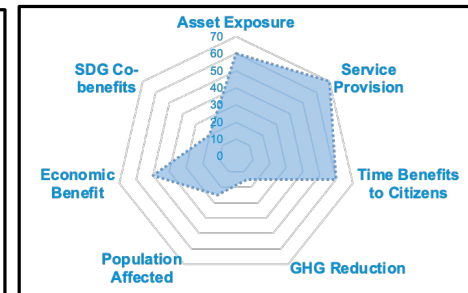 Asset Exposure
70
60
50
40
30
20
10
0
Service
Provision
Time Benefits
to Citizens
GHG Reduction
Population
Affected
Economic
Benefit
SDG Co-
benefits